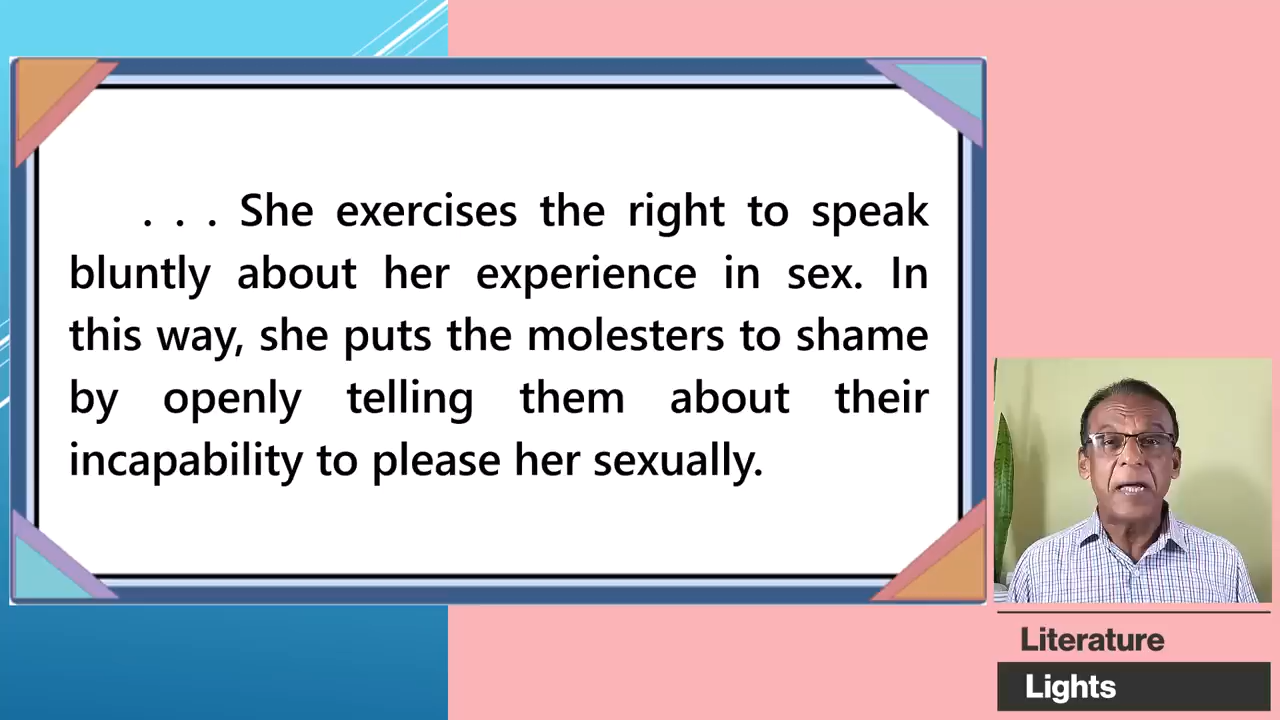 . . . She exercises the right to speak
bluntly about her experience in sex. In
this way, she puts the molesters to shame
by openly telling them about their
incapability to please her sexually.
Literature
Lights